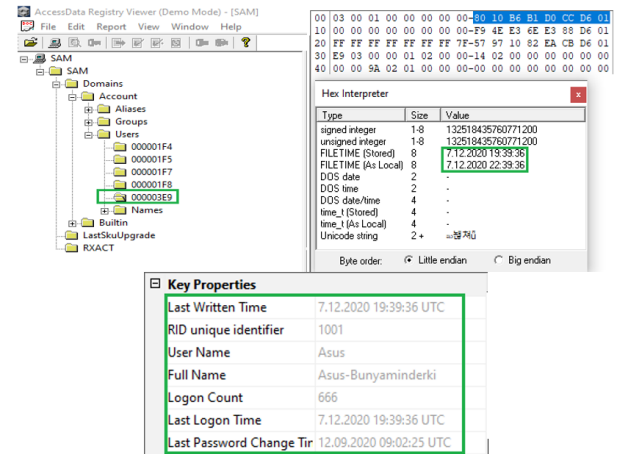 AccessData Registry Viewer (Demo Mode) - [SAM]
File Edit Report View Window Help
SAM
SAM
Domains
Account
Aliases
Groups
Users
000001F4
000001F5
000001F7
000001F8
000003E9
Names
Builtin
LastSkuUpgrade
RXACT
00 03 00 01 00 00 00 00 00-80 10 B6 B1 D0 CC D6 01
10 00 00 00 00 00 00 00 00-F9 4E E3 6E E3 88 D6 01
20 FF FF FF FF FF FF FF 7F-57 97 10 82 EA CB D6 01
30 E9 03 00 00 01 02 00 00-14 02 00 00 00 00 00 00
40 00 00 9A 02 01 00 00 00-00 00 00 00 00 00 00 00
Hex Interpreter
x
Type Size Value
signed integer 1-8 132518435760771200
unsigned integer 1-8 132518435760771200
FILETIME (Stored) 8 7.12.2020 19:39:36
FILETIME (As Local) 8 7.12.2020 22:39:36
DOS date 2 -
DOS time 2 -
DOS date/time 4 -
time_t (Stored) 4 -
time_t (As Local) 4 -
Unicode string 2 +
Byte order: Little endian Big endian
Key Properties
Last Written Time 7.12.2020 19:39:36 UTC
RID unique identifier 1001
User Name Asus
Full Name Asus-Bunyaminderki
Logon Count 666
Last Logon Time 7.12.2020 19:39:36 UTC
Last Password Change Tir 12.09.2020 09:02:25 UTC